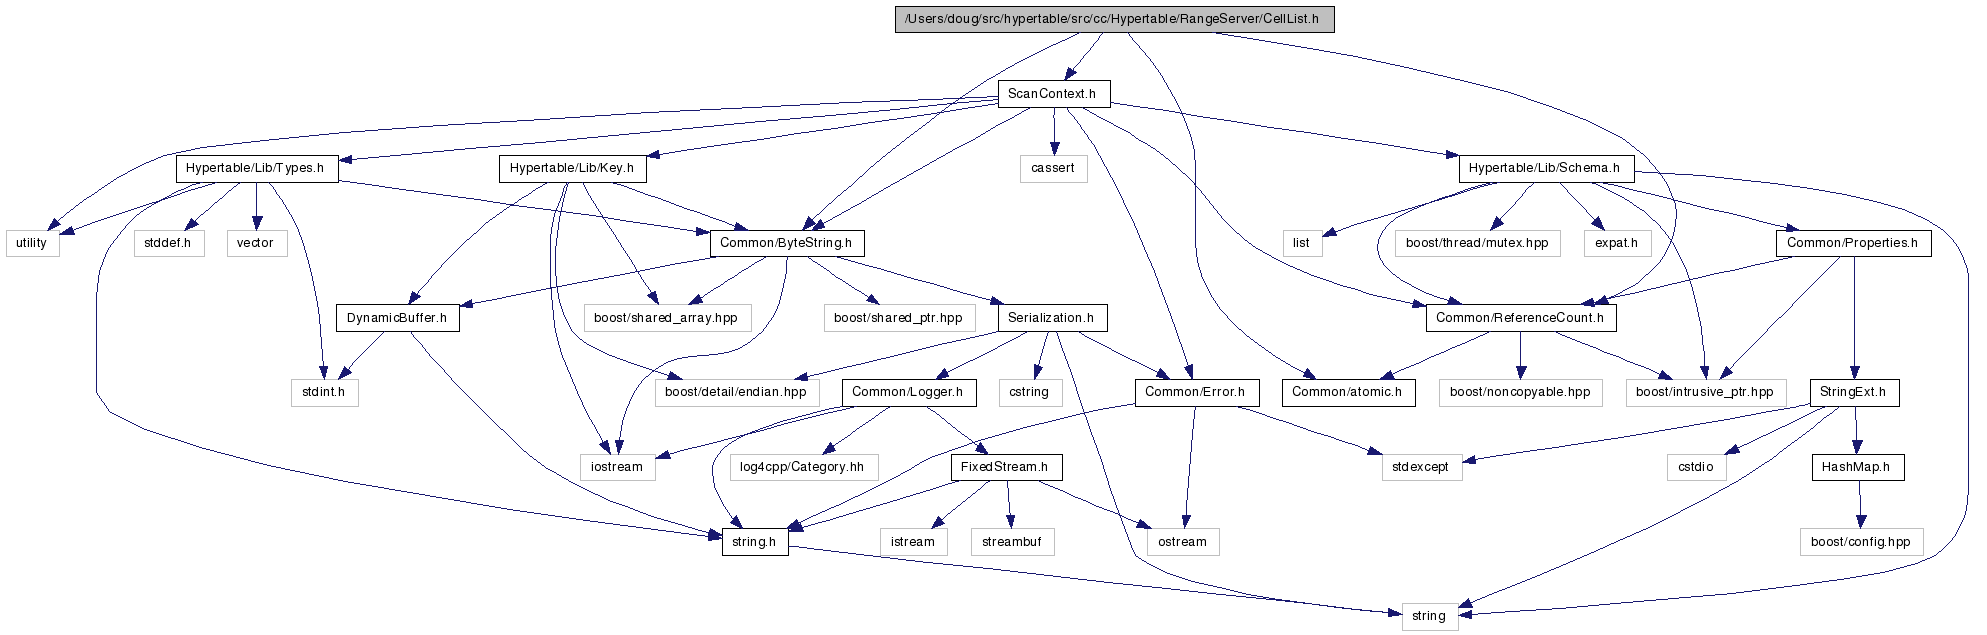 /Users/doug/src/hypertable/src/cc/Hypertable/RangeServer/CellList.h
ScanContext.h
Hypertable/Lib/Types.h
Hypertable/Lib/Key.h
cassert
Hypertable/Lib/Schema.h
utility
stddef.h
vector
Common/ByteString.h
list
boost/thread/mutex.hpp
expat.h
Common/Properties.h
DynamicBuffer.h
boost/shared_array.hpp
boost/shared_ptr.hpp
Serialization.h
Common/ReferenceCount.h
stdint.h
boost/detail/endian.hpp
Common/Logger.h
cstring
Common/Error.h
Common/atomic.h
boost/noncopyable.hpp
boost/intrusive_ptr.hpp
StringExt.h
iostream
log4cpp/Category.hh
FixedStream.h
stdexcept
cstdio
HashMap.h
string.h
istream
streambuf
ostream
boost/config.hpp
string